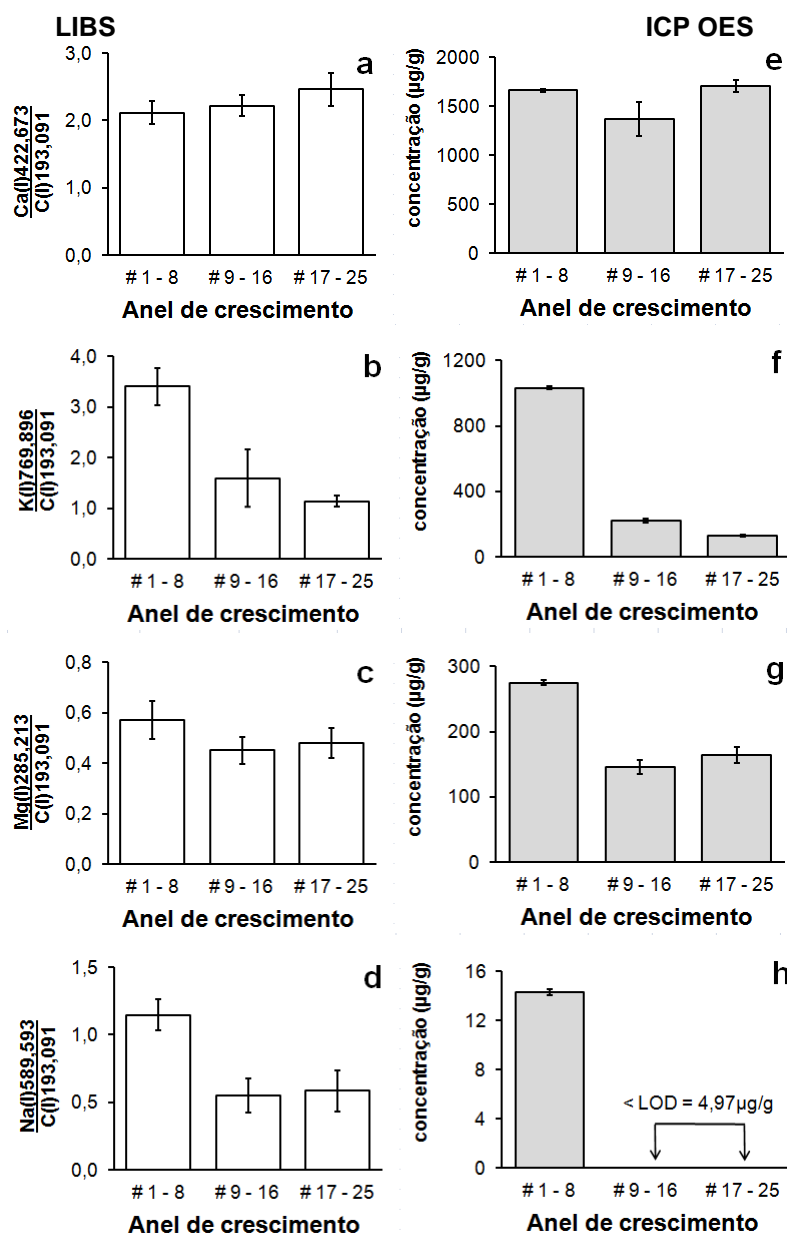 LIBS
ICP OES
a
Ca(I)422,673
C(I)193,091
3,0
2,0
1,0
0,0
# 1 - 8 # 9 - 16 # 17 - 25
Anel de crescimento
e
concentração (µg/g)
2000
1500
1000
500
0
# 1 - 8 # 9 - 16 # 17 - 25
Anel de crescimento
b
K(I)769,896
C(I)193,091
4,0
3,0
2,0
1,0
0,0
# 1 - 8 # 9 - 16 # 17 - 25
Anel de crescimento
f
concentração (µg/g)
1200
800
400
0
# 1 - 8 # 9 - 16 # 17 - 25
Anel de crescimento
c
Mg(I)285,213
C(I)193,091
0,8
0,6
0,4
0,2
0,0
# 1 - 8 # 9 - 16 # 17 - 25
Anel de crescimento
g
concentração (µg/g)
300
200
100
0
# 1 - 8 # 9 - 16 # 17 - 25
Anel de crescimento
d
Na(I)589,593
C(I)193,091
1,5
1,0
0,5
0,0
# 1 - 8 # 9 - 16 # 17 - 25
Anel de crescimento
h
concentração (µg/g)
16
12
8
4
0
< LOD = 4,97µg/g
# 1 - 8 # 9 - 16 # 17 - 25
Anel de crescimento